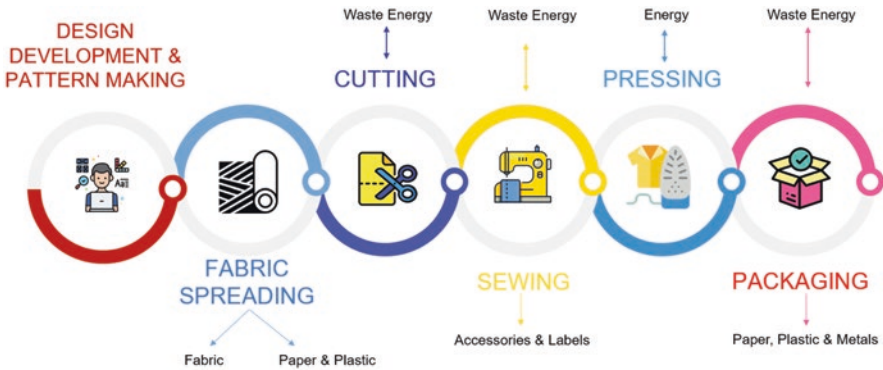 DESIGN
DEVELOPMENT &
PATTERN MAKING
Waste Energy
CUTTING
Waste Energy
Energy
PRESSING
Waste Energy
FABRIC
SPREADING
Fabric
Paper & Plastic
SEWING
Accessories & Labels
PACKAGING
Paper, Plastic & Metals